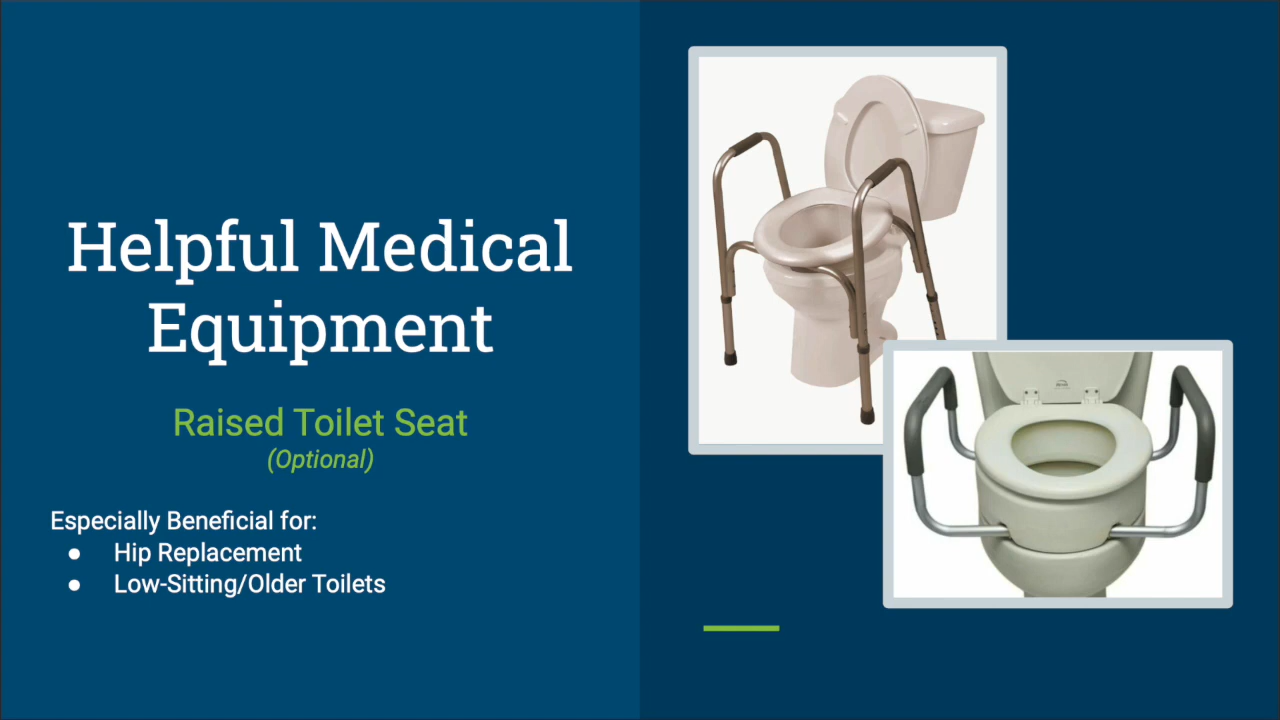 Helpful Medical
Equipment
Raised Toilet Seat
(Optional)
Especially Beneficial for:
● Hip Replacement
● Low-Sitting/Older Toilets